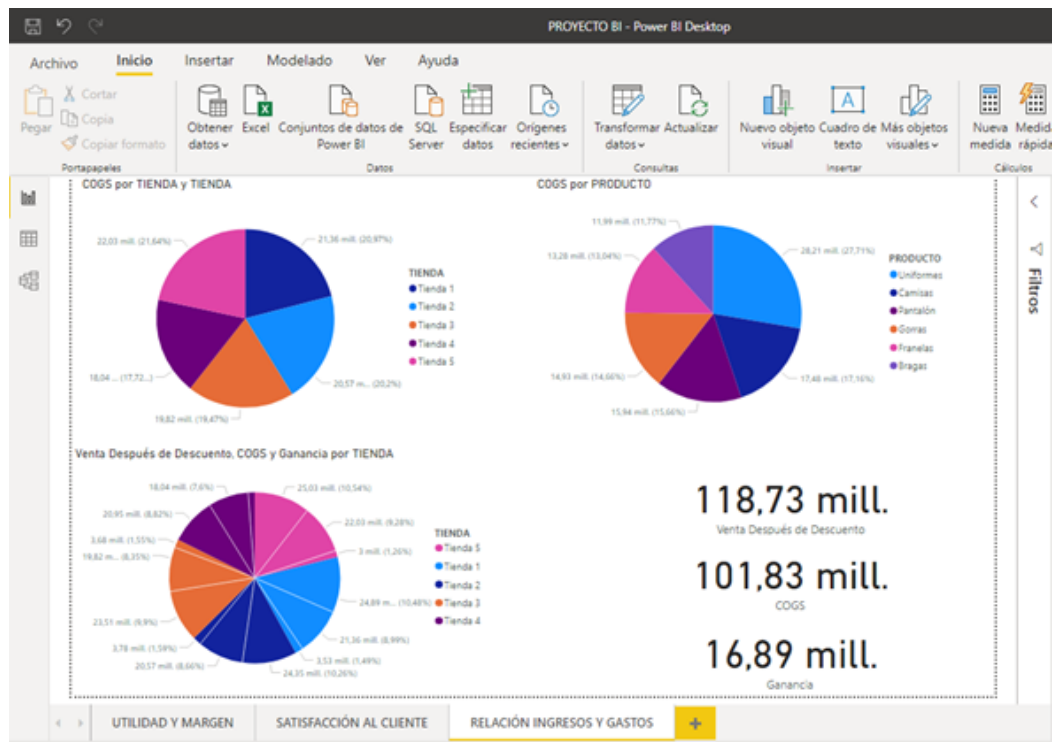 PROYECTO BI - Power BI Desktop
Archivo Inicio Insertar Modelado Ver Ayuda
Pegar
Cortar
Copia
Copiar formato
Portapapeles
Obtener datos
Excel
Conjuntos de datos de Power BI
SQL Server
Especificar datos
Orígenes recientes
Datos
Transformar datos
Actualizar
Consultas
Nuevo objeto visual
Cuadro de texto
Más objetos visuales
Insertar
Nueva medida
Medida rápida
Cálculos
COGS por TIENDA y TIENDA
22,03 mill. (21,64%)
21,36 mill. (20,97%)
18,04 ... (17,72...)
20,57 m... (20,2%)
19,82 mill. (19,47%)
TIENDA
Tienda 1
Tienda 2
Tienda 3
Tienda 4
Tienda 5
COGS por PRODUCTO
11,99 mill. (11,77%)
13,28 mill. (13,04%)
28,21 mill. (27,71%)
14,93 mill. (14,66%)
17,48 mill. (17,16%)
15,94 mill. (15,66%)
PRODUCTO
Uniformes
Camisas
Pantalón
Gorras
Franelas
Bragas
Filtros
Venta Después de Descuento, COGS y Ganancia por TIENDA
18,04 mill. (7,6%)
25,03 mill. (10,54%)
20,95 mill. (8,82%)
22,03 mill. (9,28%)
3,68 mill. (1,55%)
3 mill. (1,26%)
19,82 m... (8,35%)
24,89 m... (10,48%)
23,51 mill. (9,9%)
21,36 mill. (8,99%)
3,78 mill. (1,59%)
3,53 mill. (1,49%)
20,57 mill. (8,66%)
24,35 mill. (10,26%)
TIENDA
Tienda 5
Tienda 1
Tienda 2
Tienda 3
Tienda 4
118,73 mill.
Venta Después de Descuento
101,83 mill.
COGS
16,89 mill.
Ganancia
UTILIDAD Y MARGEN SATISFACCIÓN AL CLIENTE RELACIÓN INGRESOS Y GASTOS +